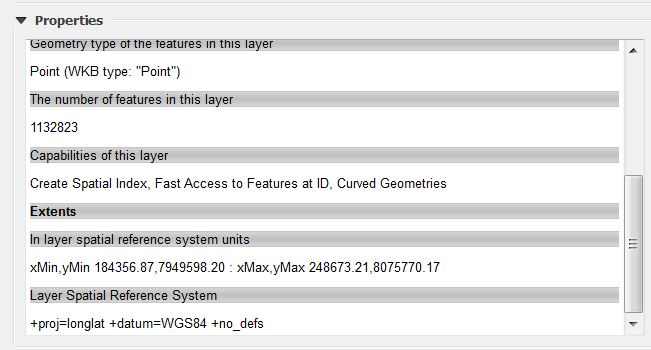 Properties
Geometry type of the features in this layer
Point (WKB type: "Point")
The number of features in this layer
1132823
Capabilities of this layer
Create Spatial Index, Fast Access to Features at ID, Curved Geometries
Extents
In layer spatial reference system units
xMin,yMin 184356.87,7949598.20 : xMax,yMax 248673.21,8075770.17
Layer Spatial Reference System
+proj=longlat +datum=WGS84 +no_defs